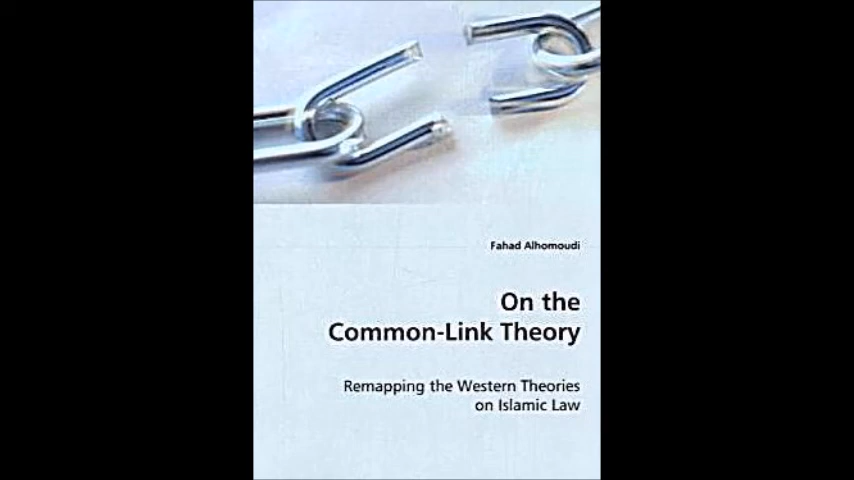 Fahad Alhomoudi
On the
Common-Link Theory
Remapping the Western Theories
on Islamic Law